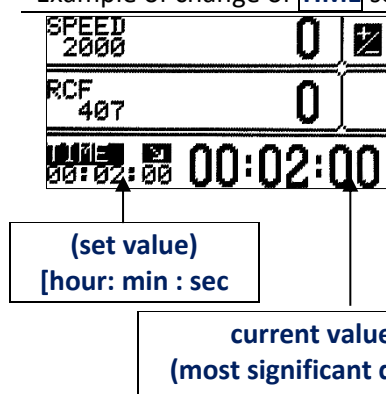 Example of change of TIME
SPEED
2000 0
RCF
407 0
TIME
00:02:00 00:02:00
(set value)
[hour: min : sec
current value
(most significant